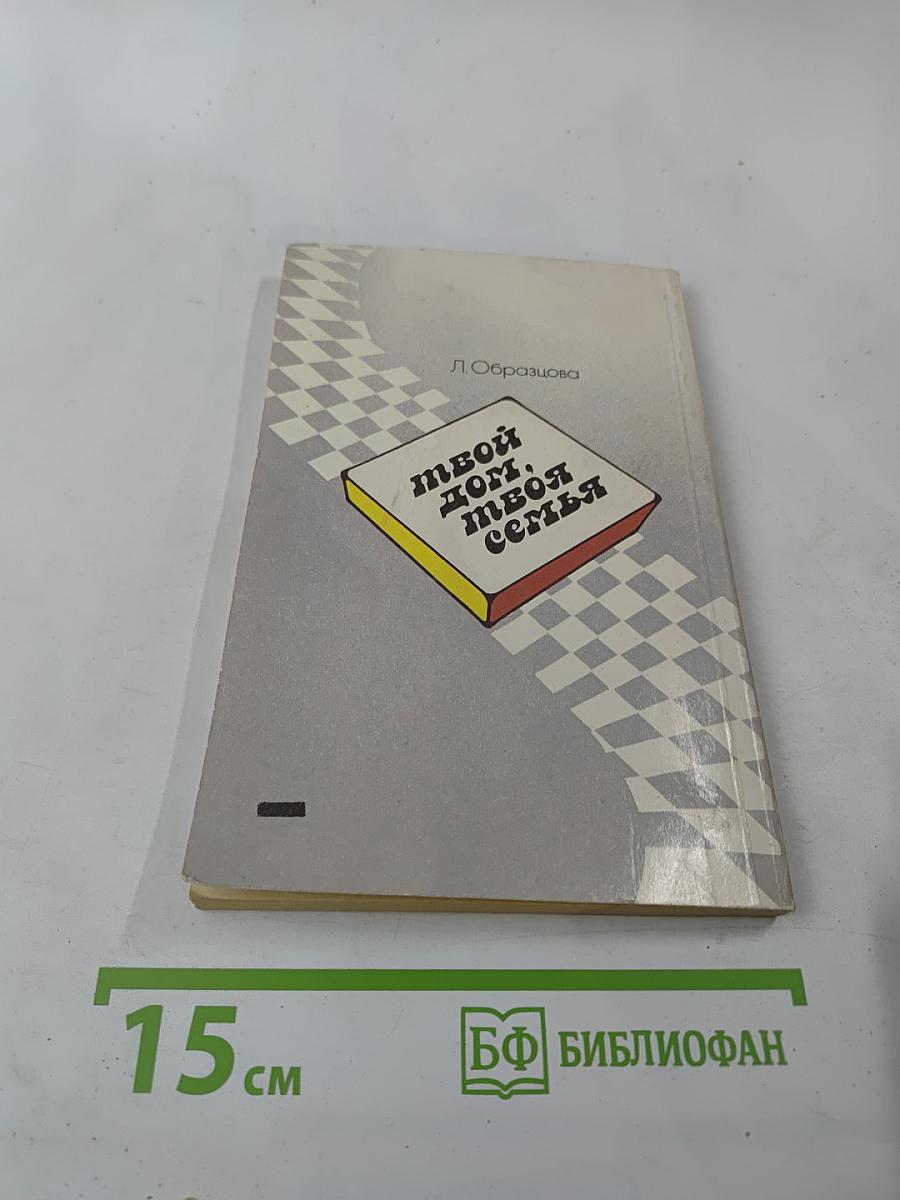 Л. Образцова
твой
дом,
твоя
семья
15 см
БФ БИБЛИОФАН